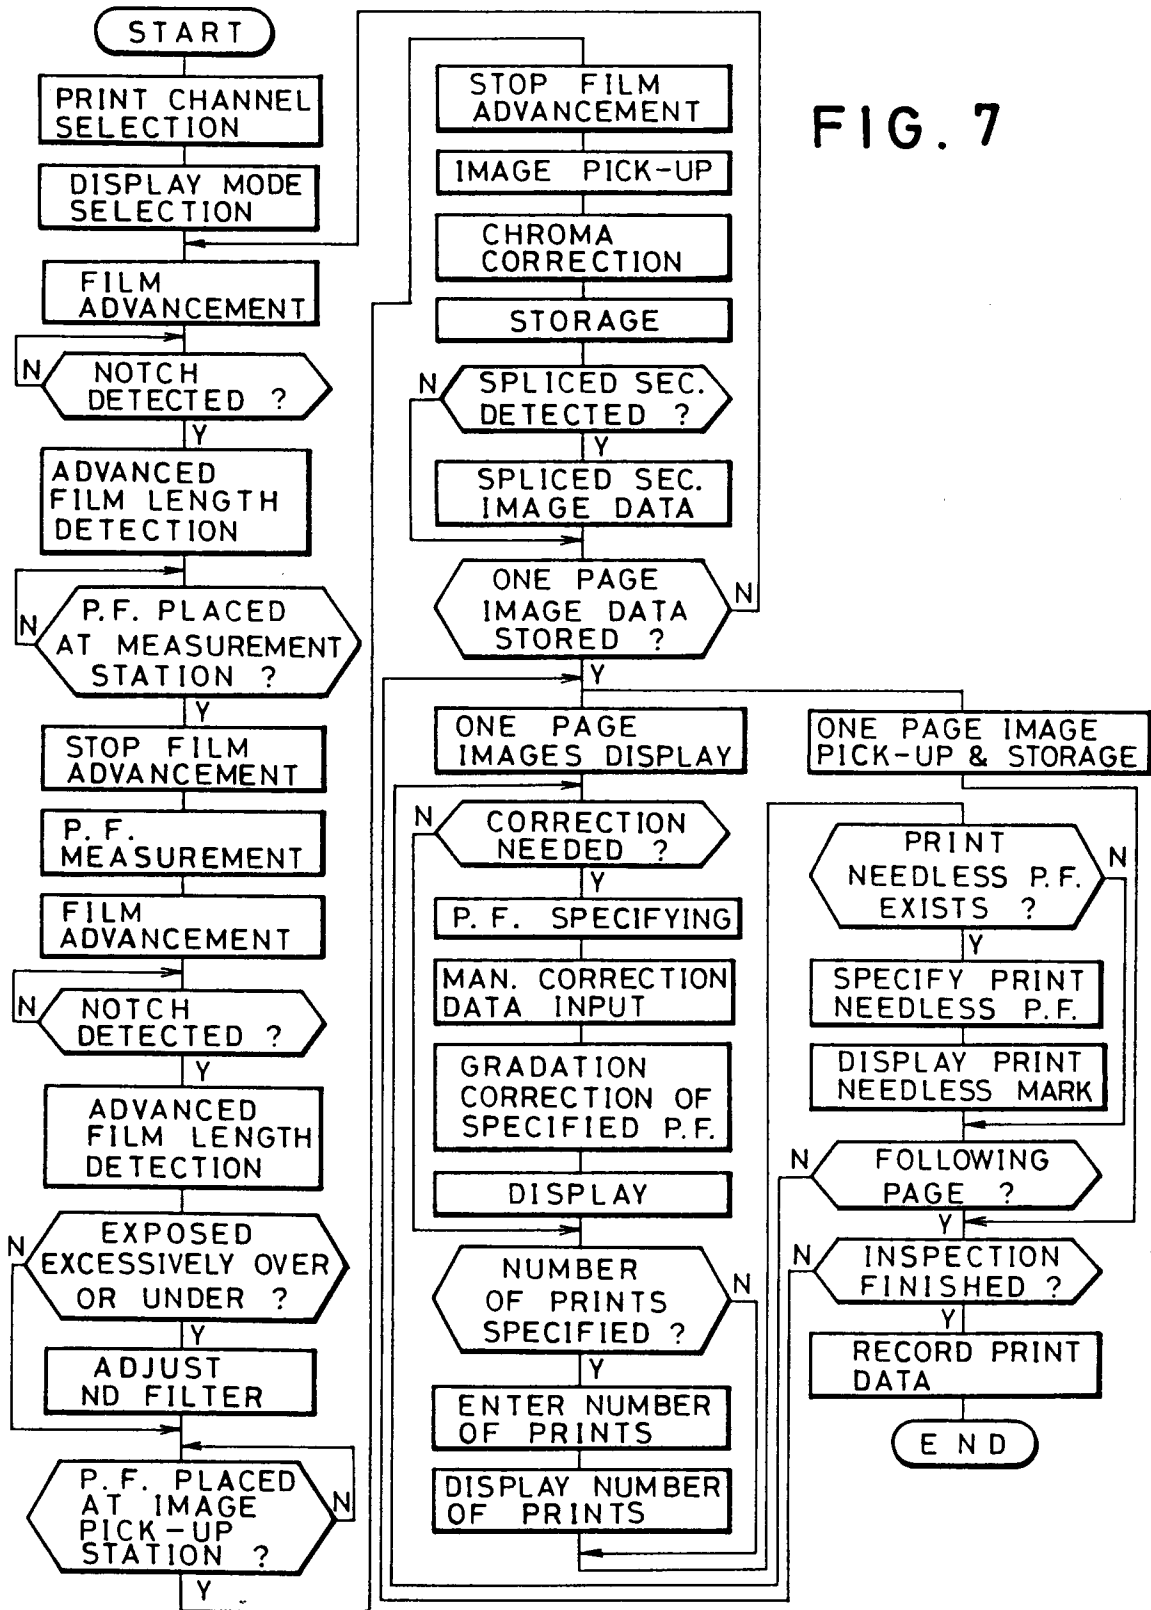 START
PRINT CHANNEL
SELECTION
DISPLAY MODE
SELECTION
FILM
ADVANCEMENT
N
NOTCH
DETECTED ?
Y
ADVANCED
FILM LENGTH
DETECTION
N
P.F. PLACED
AT MEASUREMENT
STATION ?
Y
STOP FILM
ADVANCEMENT
P. F.
MEASUREMENT
FILM
ADVANCEMENT
N
NOTCH
DETECTED ?
Y
ADVANCED
FILM LENGTH
DETECTION
N
EXPOSED
EXCESSIVELY OVER
OR UNDER ?
Y
ADJUST
ND FILTER
P. F. PLACED
AT IMAGE
PICK-UP
STATION ?
N
Y
STOP FILM
ADVANCEMENT
IMAGE PICK-UP
CHROMA
CORRECTION
STORAGE
N
SPLICED SEC.
DETECTED ?
Y
SPLICED SEC.
IMAGE DATA
ONE PAGE
IMAGE DATA
STORED ?
N
Y
ONE PAGE
IMAGES DISPLAY
N
CORRECTION
NEEDED ?
Y
P. F. SPECIFYING
MAN. CORRECTION
DATA INPUT
GRADATION
CORRECTION OF
SPECIFIED P.F.
DISPLAY
NUMBER
OF PRINTS
SPECIFIED ?
N
Y
ENTER NUMBER
OF PRINTS
DISPLAY NUMBER
OF PRINTS
FIG. 7
ONE PAGE IMAGE
PICK-UP & STORAGE
PRINT
NEEDLESS P.F.
EXISTS ?
N
Y
SPECIFY PRINT
NEEDLESS P.F.
DISPLAY PRINT
NEEDLESS MARK
N
FOLLOWING
PAGE ?
Y
N
INSPECTION
FINISHED ?
Y
RECORD PRINT
DATA
END